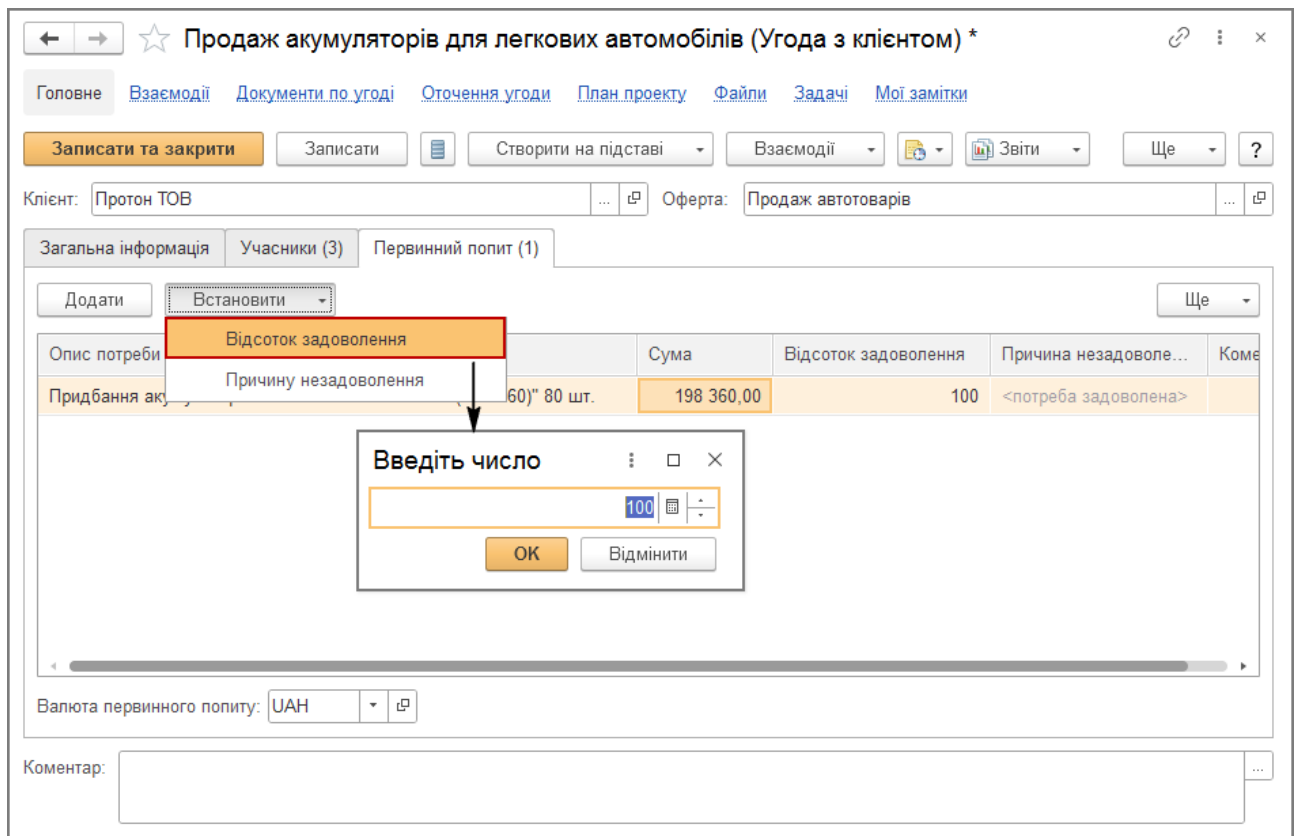 Продаж акумуляторів для легкових автомобілів (Угода з клієнтом) *
Головне Взаємодії Документи по угоді Оточення угоди План проекту Файли Задачі Мої замітки
Записати та закрити Записати Створити на підставі Взаємодії Звіти Ще ?
Клієнт: Протон ТОВ ... Оферта: Продаж автотоварів ...
Загальна інформація Учасники (3) Первинний попит (1)
Додати Встановити Ще
Відсоток задоволення
Причину незадоволення
Опис потреби Сума Відсоток задоволення Причина незадоволе... Коме
Придбання 60)" 80 шт. 198 360,00 100 <потреба задоволена>
Введіть число
100
ОК Відмінити
Валюта первинного попиту: UAH
Коментар: ...